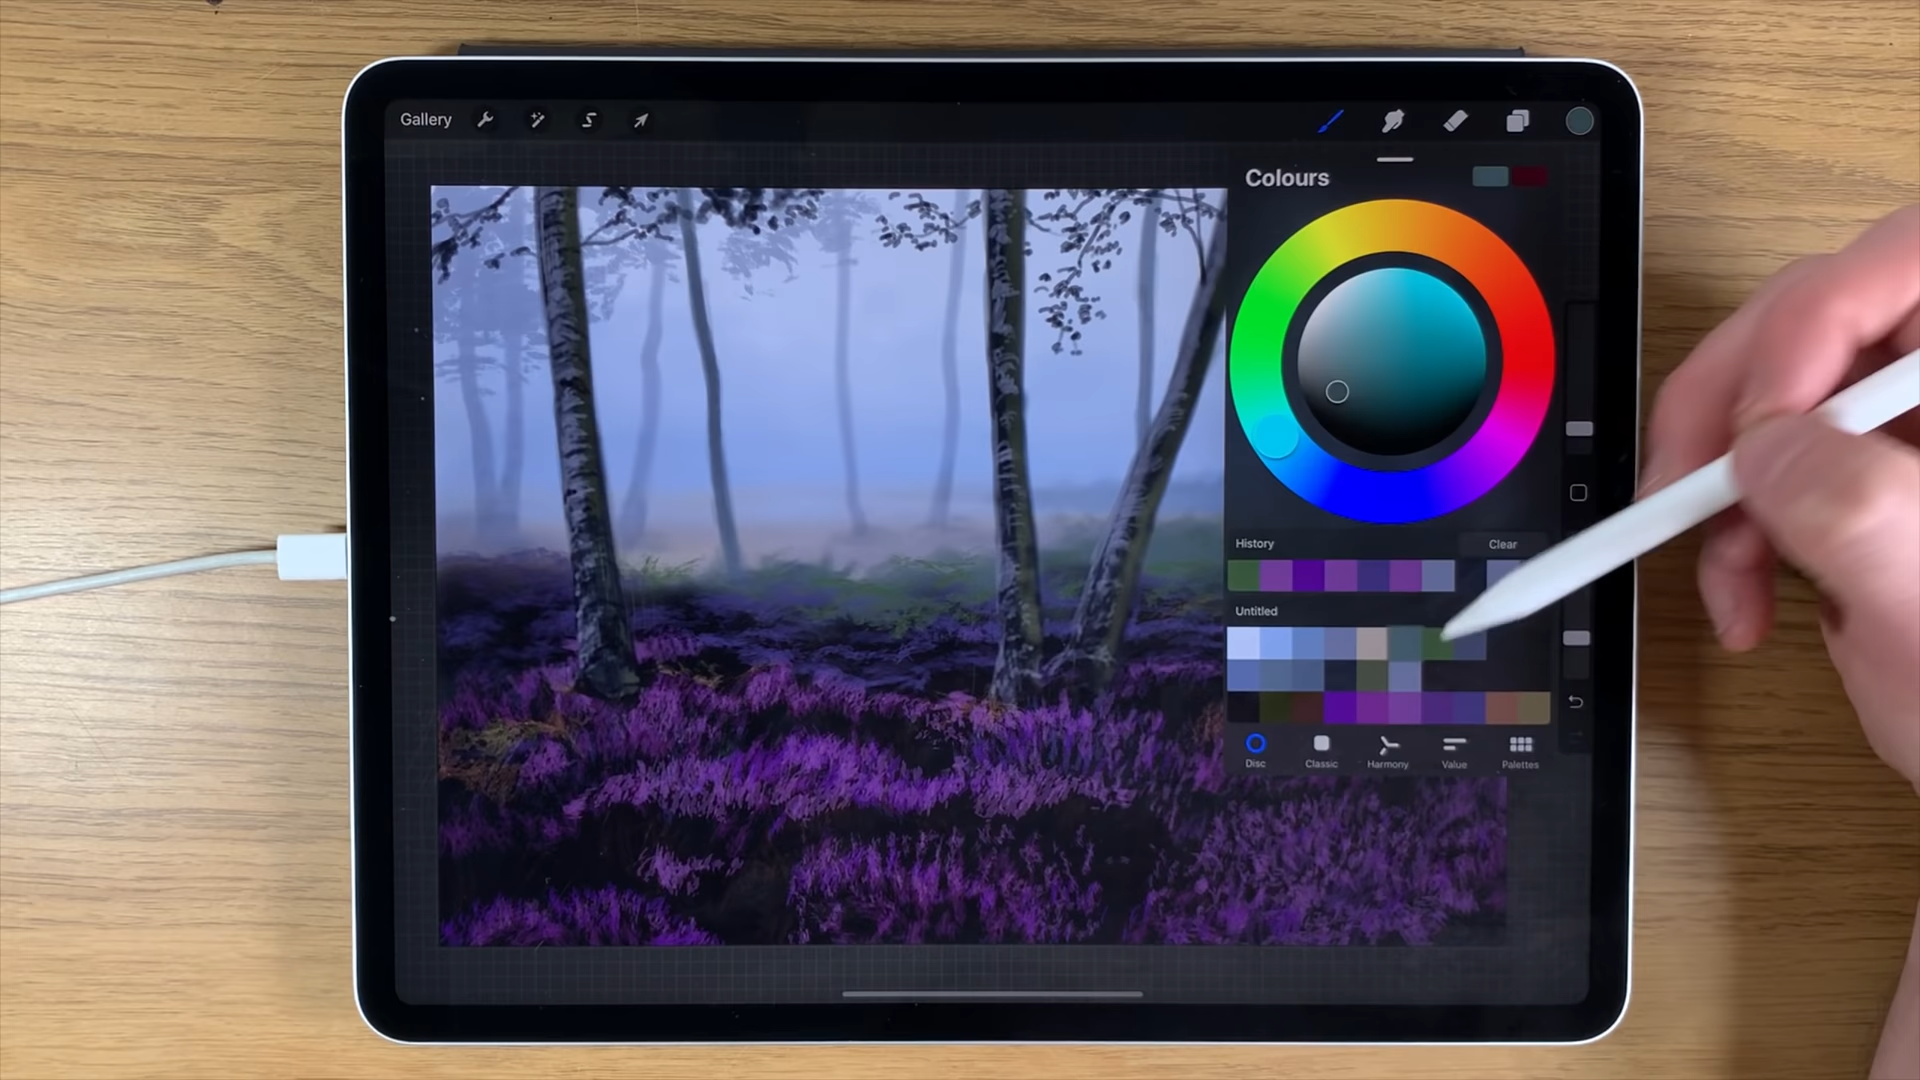 Gallery
Colours
History
Clear
Untitled
Disc
Classic
Harmony
Value
Palettes